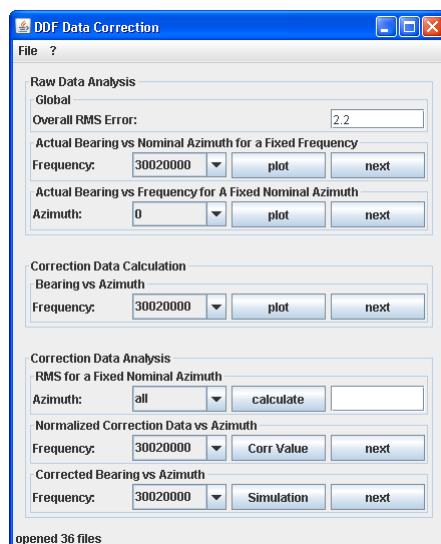 DDF Data Correction
File ?
Raw Data Analysis
Global
Overall RMS Error: 2.2
Actual Bearing vs Nominal Azimuth for a Fixed Frequency
Frequency: 30020000 plot next
Actual Bearing vs Frequency for A Fixed Nominal Azimuth
Azimuth: 0 plot next
Correction Data Calculation
Bearing vs Azimuth
Frequency: 30020000 plot next
Correction Data Analysis
RMS for a Fixed Nominal Azimuth
Azimuth: all calculate
Normalized Correction Data vs Azimuth
Frequency: 30020000 Corr Value next
Corrected Bearing vs Azimuth
Frequency: 30020000 Simulation next
opened 36 files